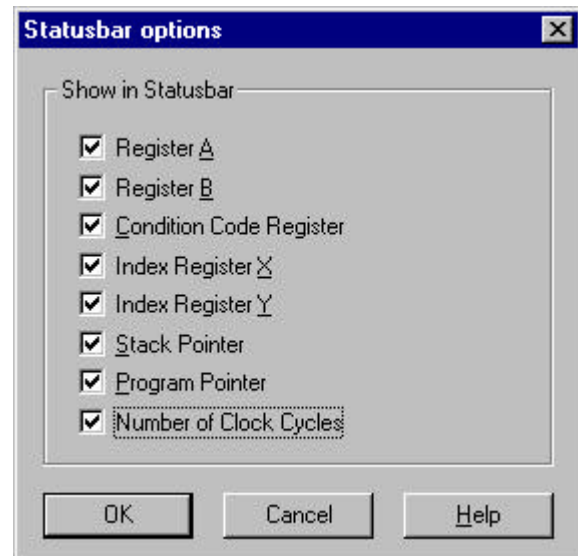 Statusbar options
Show in Statusbar
Register A
Register B
Condition Code Register
Index Register X
Index Register Y
Stack Pointer
Program Pointer
Number of Clock Cycles
OK Cancel Help